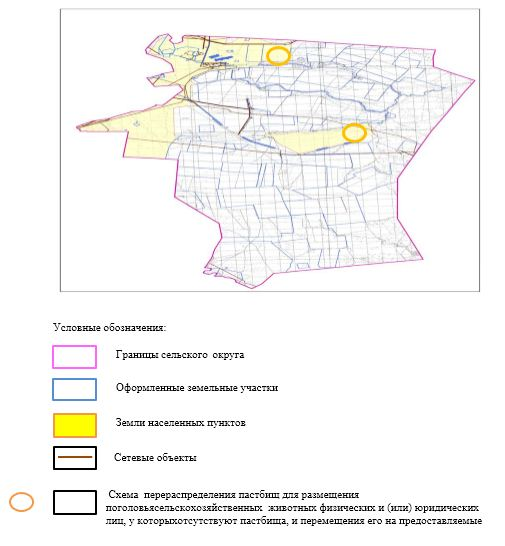 Условные обозначения:
Границы сельского округа
Оформленные земельные участки
Земли населенных пунктов
Сетевые объекты
Схема перераспределения пастбищ для размещения
поголовьясельскохозяйственных животных физических и (или) юридических
лиц, у которыхотсутствуют пастбища, и перемещения его на предоставляемые